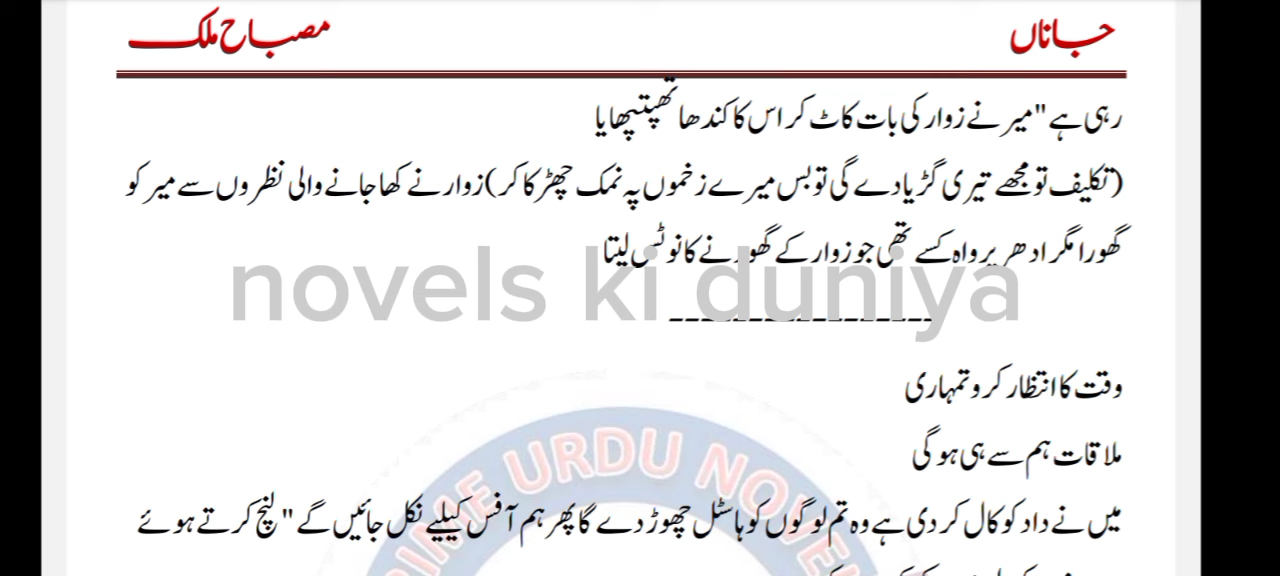 جاناں
مصباح ملک
رہی ہے" میر نے زوار کی بات کاٹ کر اس کا کندھا تھپتپھایا
(تکلیف تو مجھے تیری گڑیا دے گی تو بس میرے زخموں پہ نمک چھڑکا کر) زوار نے کھا جانے والی نظروں سے میر کو
گھورا مگر ادھر پرواہ کسے تھی جو زوار کے گھورنے کا نوٹس لیتا
novels ki duniya
-----------------
وقت کا انتظار کرو تمہاری
ملاقات ہم سے ہی ہو گی
PRIME URDU NOVEL
میں نے داد کو کال کر دی ہے وہ تم لوگوں کو ہاسٹل چھوڑ دے گا پھر ہم آفس کیلیے نکل جائیں گے" لنچ کرتے ہوئے